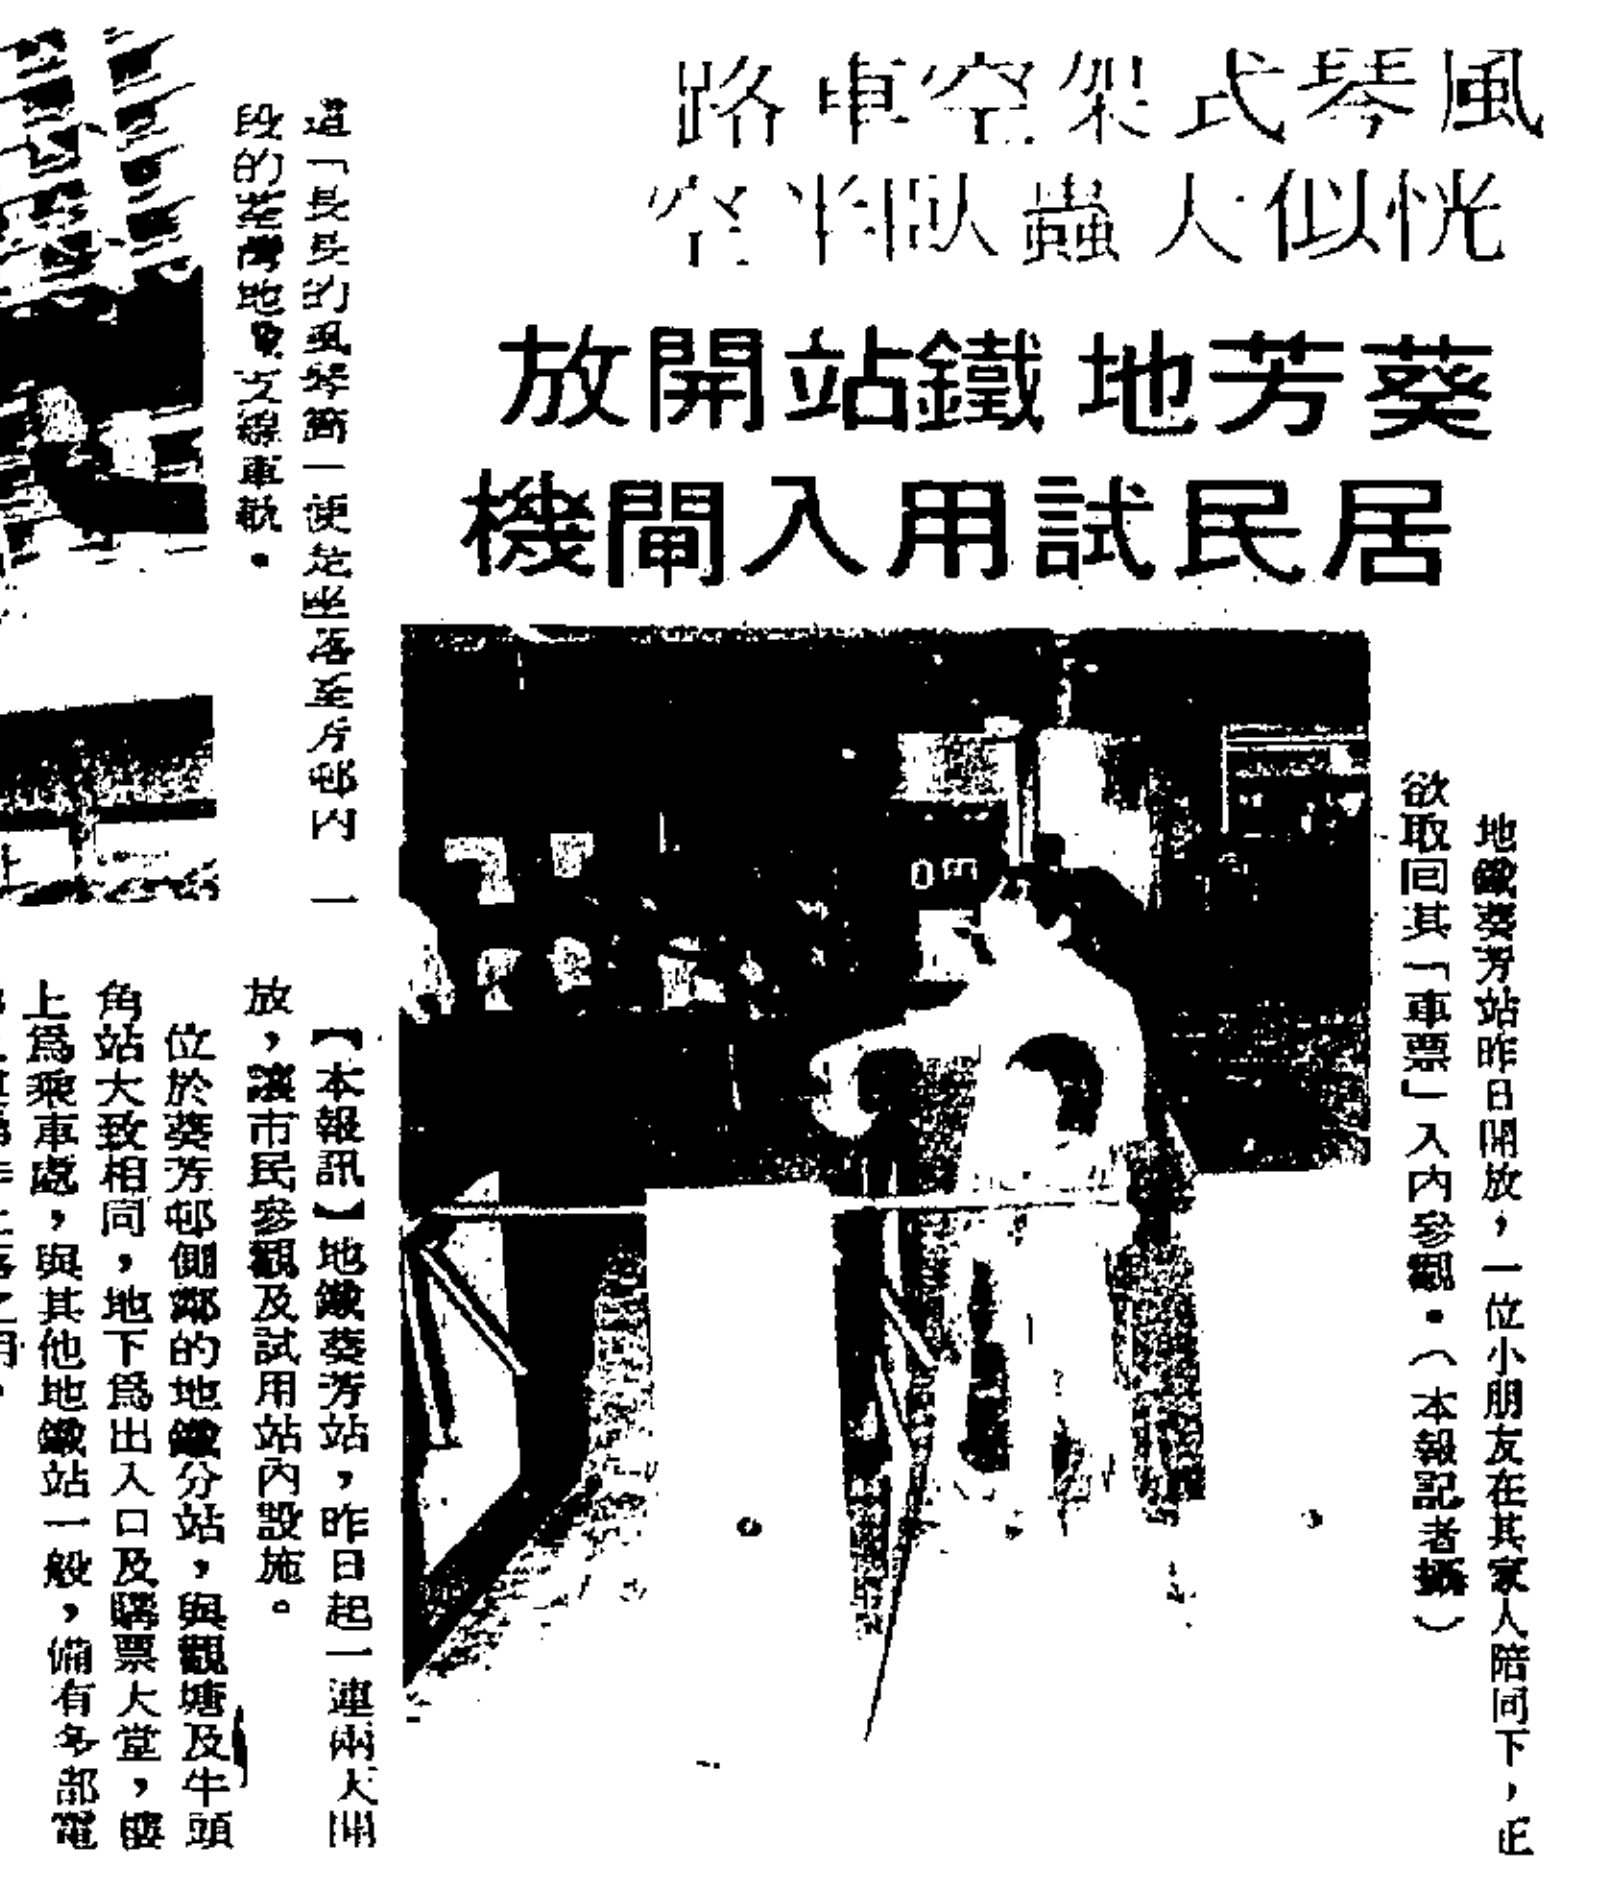 風琴式架空車路
恍似人蟲臥半空
葵芳地鐵站開放
居民試用入閘機
地鐵葵芳站昨日開放，一位小朋友在其家人陪同下，正
欲取回其「車票」入內參觀。（本報記者攝）
這「長長的風琴筒一便是座落葵芳邨內一
段的荃灣地 支線車軌。
【本報訊】地鐵葵芳站，昨日起一連兩天開
放，讓市民參觀及試用站內設施。
位於葵芳邨側鄰的地鐵分站，與觀塘及牛頭
角站大致相同，地下爲出入口及購票大堂，樓
上爲乘車處，與其他地鐵站一般，備有多部電